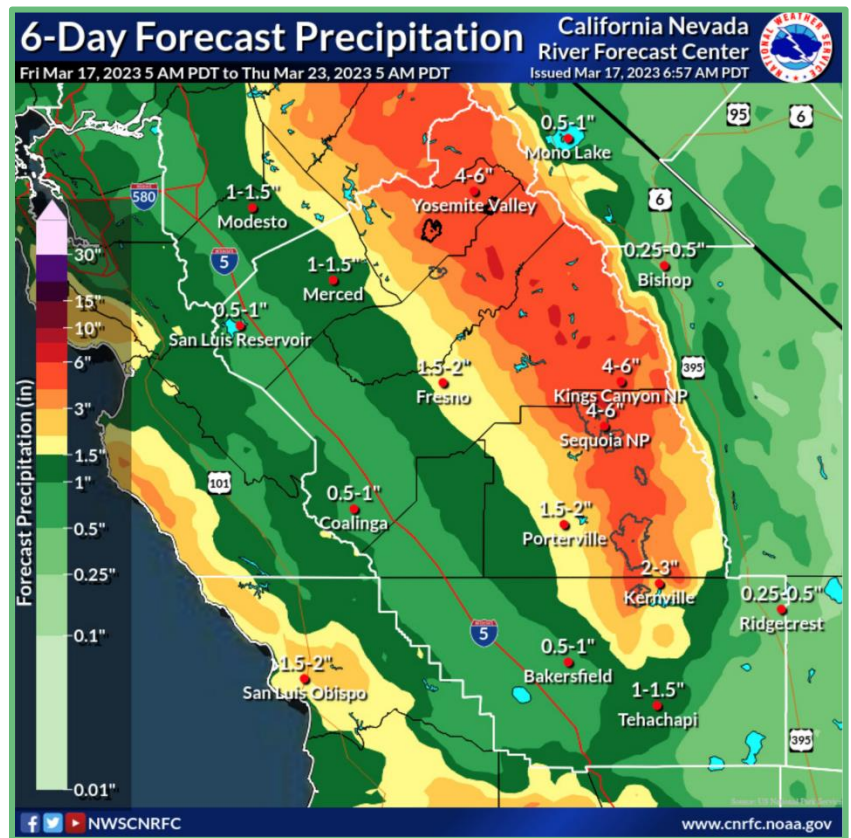 6-Day Forecast Precipitation
California Nevada
River Forecast Center
Fri Mar 17, 2023 5 AM PDT to Thu Mar 23, 2023 5 AM PDT
Issued Mar 17, 2023 6:57 AM PDT
NATIONAL WEATHER SERVICE
0.5-1"
Mono Lake
95
6
4-6"
Yosemite Valley
580
1-1.5"
Modesto
6
5
0.25-0.5"
Bishop
1-1.5"
Merced
0.5-1"
San Luis Reservoir
395
1.5-2"
Fresno
4-6"
Kings Canyon NP
4-6"
Sequoia NP
101
0.5-1"
Coalinga
1.5-2"
Porterville
2-3"
Kernville
0.25-0.5"
Ridgecrest
5
0.5-1"
Bakersfield
1.5-2"
San Luis Obispo
1-1.5"
Tehachapi
395
Forecast Precipitation (in)
30"
15"
10"
6"
3"
1.5"
1"
0.5"
0.25"
0.1"
0.01"
NWSCNRFC
www.cnrfc.noaa.gov